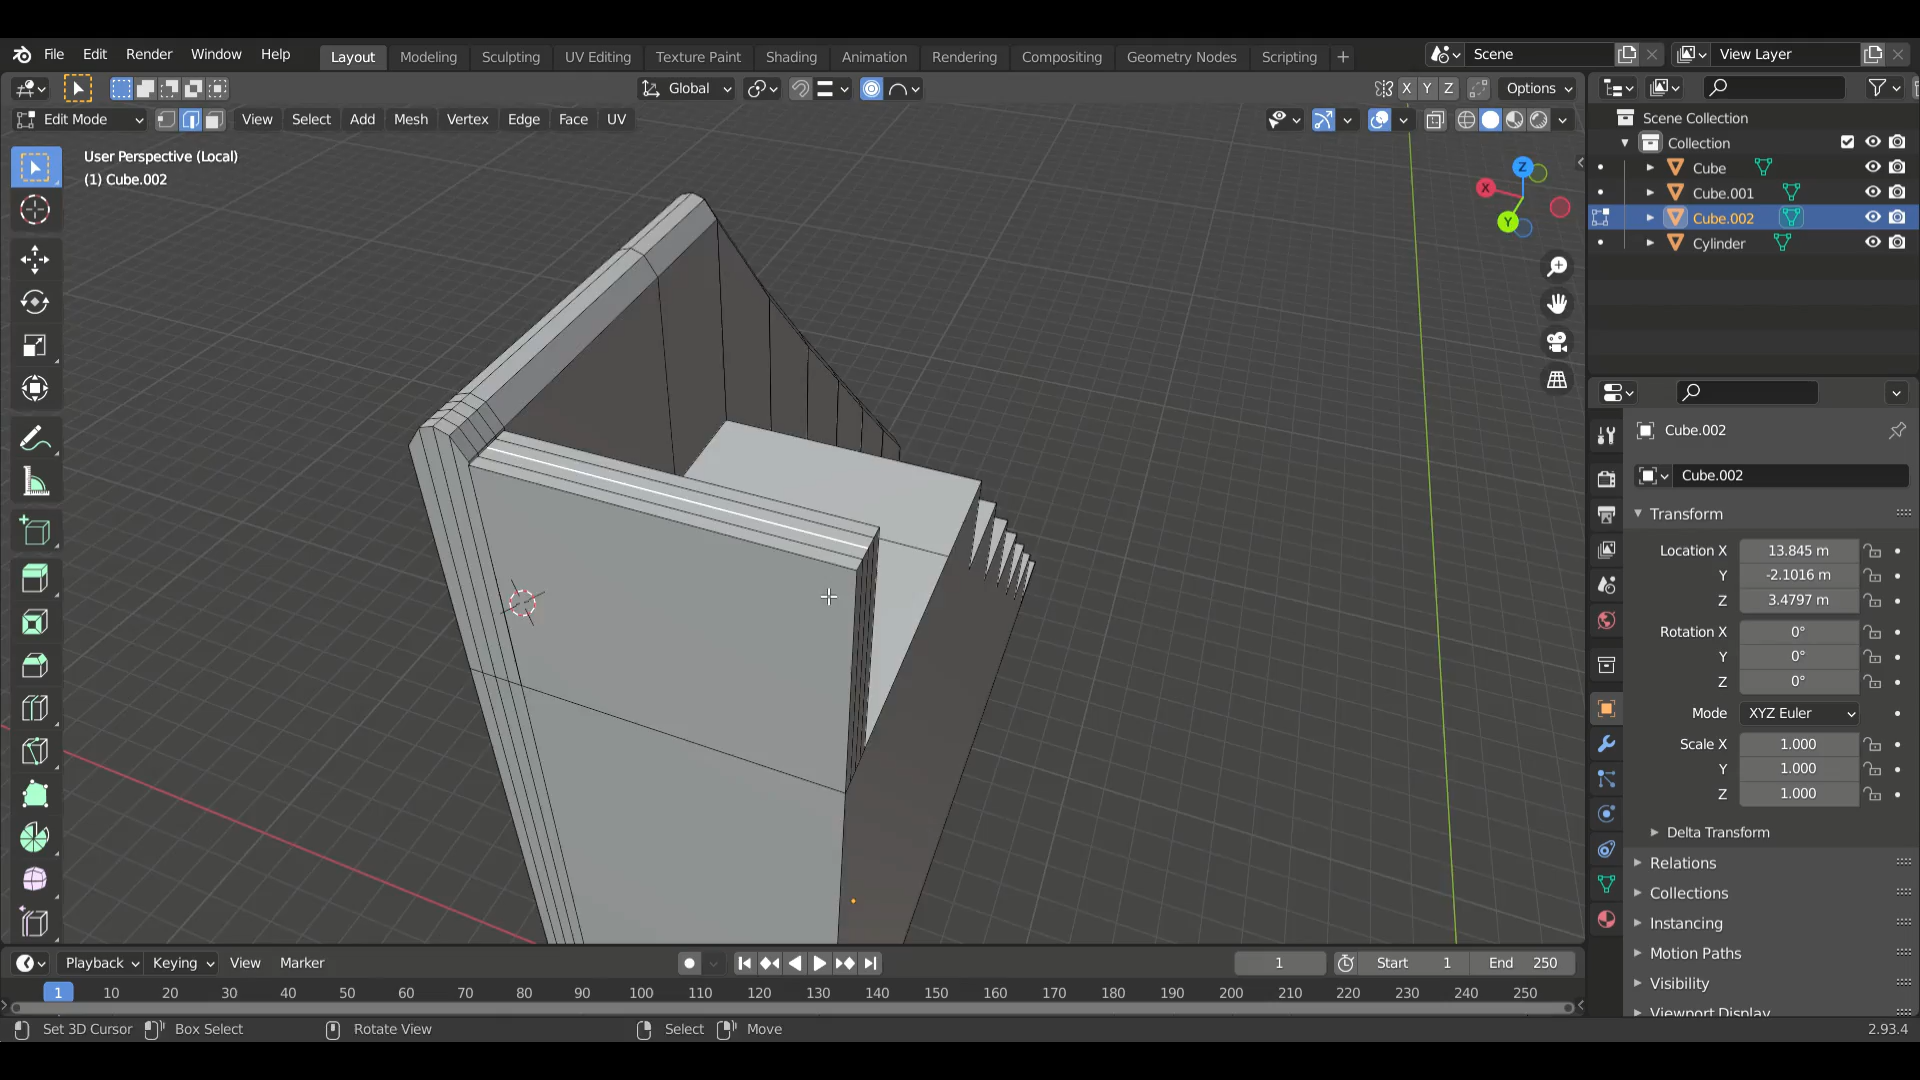 File Edit Render Window Help Layout Modeling Sculpting UV Editing Texture Paint Shading Animation Rendering Compositing Geometry Nodes Scripting + Scene View Layer
Global X Y Z Options
Edit Mode View Select Add Mesh Vertex Edge Face UV
User Perspective (Local)
(1) Cube.002
Z
X
Y
Scene Collection
Collection
Cube
Cube.001
Cube.002
Cylinder
Cube.002
Cube.002
Transform
Location X 13.845 m
Y -2.1016 m
Z 3.4797 m
Rotation X 0°
Y 0°
Z 0°
Mode XYZ Euler
Scale X 1.000
Y 1.000
Z 1.000
Delta Transform
Relations
Collections
Instancing
Motion Paths
Visibility
Viewport Display
Playback Keying View Marker 1 Start 1 End 250
1 10 20 30 40 50 60 70 80 90 100 110 120 130 140 150 160 170 180 190 200 210 220 230 240 250
Set 3D Cursor Box Select Rotate View Select Move 2.93.4